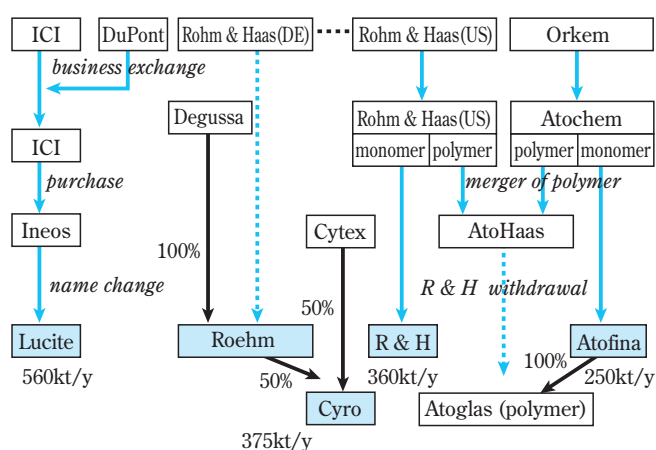 ICI
DuPont
Rohm & Haas(DE)
Rohm & Haas(US)
Orkem
business exchange
Degussa
Rohm & Haas(US)
monomer
polymer
Atochem
polymer
monomer
ICI
purchase
merger of polymer
Ineos
100%
Cytex
AtoHaas
name change
50%
R & H withdrawal
Lucite
Roehm
R & H
Atofina
560kt/y
50%
360kt/y
100%
250kt/y
Cyro
Atoglas (polymer)
375kt/y